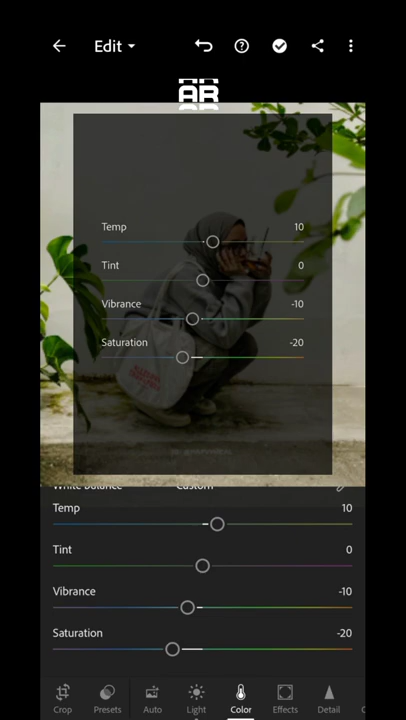 Edit
AR
Temp 10
Tint 0
Vibrance -10
Saturation -20
White Balance Custom
Temp 10
Tint 0
Vibrance -10
Saturation -20
Crop Presets Auto Light Color Effects Detail